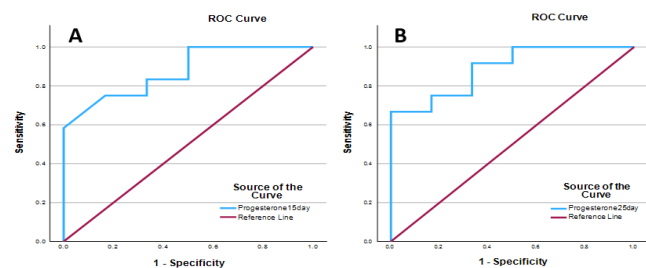 ROC Curve
A
1.0
0.8
0.6
0.4
0.2
0.0
Sensitivity
0.0 0.2 0.4 0.6 0.8 1.0
1 - Specificity
Source of the
Curve
Progesterone15day
Reference Line
ROC Curve
B
1.0
0.8
0.6
0.4
0.2
0.0
Sensitivity
0.0 0.2 0.4 0.6 0.8 1.0
1 - Specificity
Source of the
Curve
Progesterone25day
Reference Line